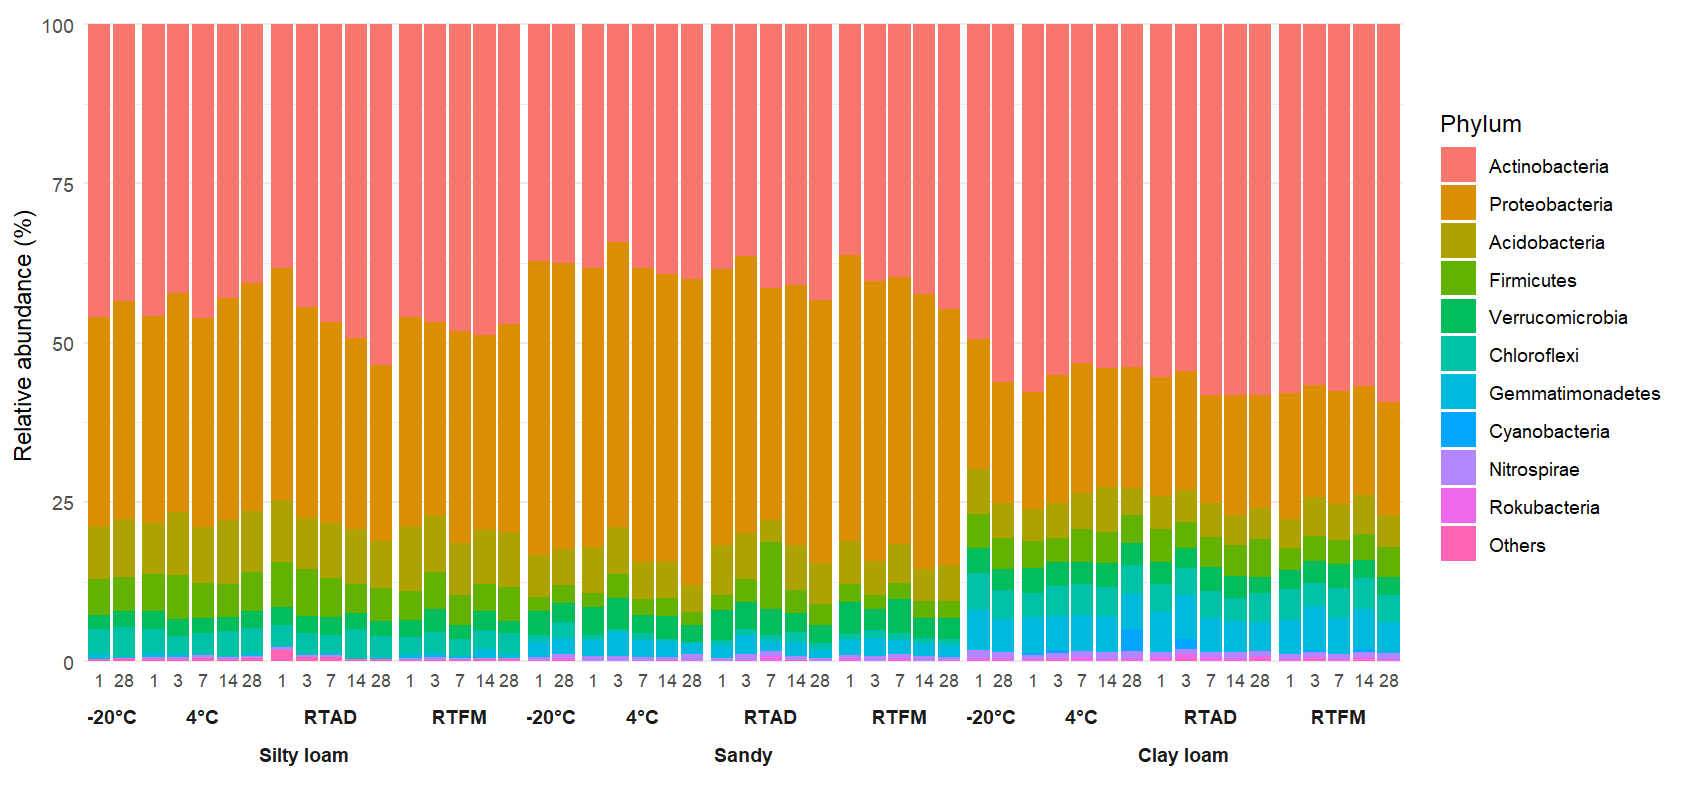 100
75
50
25
0
Relative abundance (%)
1 28 1 3 7 14 28 1 3 7 14 28 1 3 7 14 28 1 28 1 3 7 14 28 1 3 7 14 28 1 3 7 14 28 1 28 1 3 7 14 28 1 3 7 14 28 1 3 7 14 28
-20°C 4°C RTAD RTFM -20°C 4°C RTAD RTFM -20°C 4°C RTAD RTFM
Silty loam Sandy Clay loam
Phylum
Actinobacteria
Proteobacteria
Acidobacteria
Firmicutes
Verrucomicrobia
Chloroflexi
Gemmatimonadetes
Cyanobacteria
Nitrospirae
Rokubacteria
Others